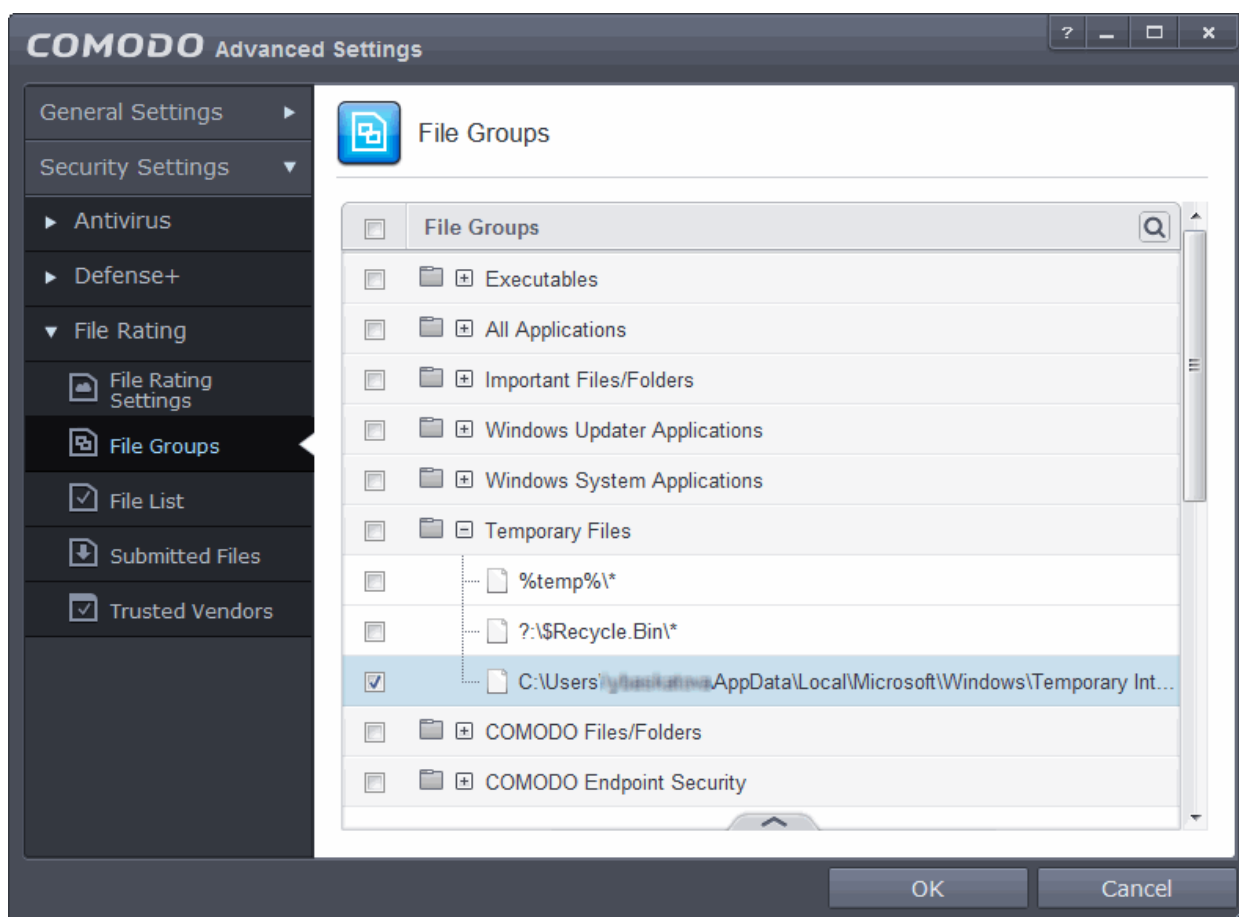 COMODO Advanced Settings
?
General Settings
Security Settings
Antivirus
Defense+
File Rating
File Rating
Settings
File Groups
File List
Submitted Files
Trusted Vendors
File Groups
File Groups
Executables
All Applications
Important Files/Folders
Windows Updater Applications
Windows System Applications
Temporary Files
%temp%\*
?:\$Recycle.Bin\*
C:\Users\ AppData\Local\Microsoft\Windows\Temporary Int...
COMODO Files/Folders
COMODO Endpoint Security
OK
Cancel